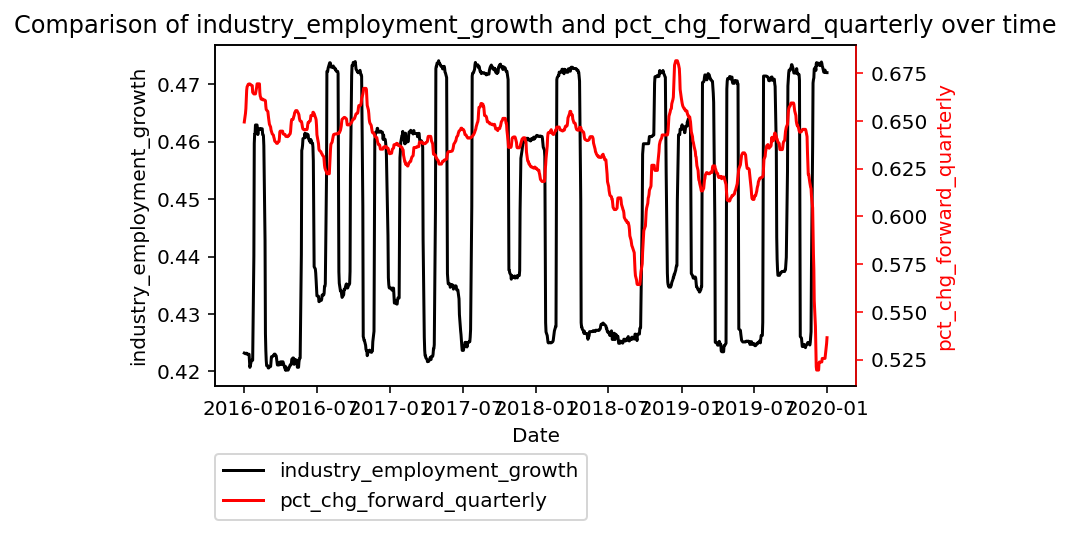 Comparison of industry_employment_growth and pct_chg_forward_quarterly over time
industry_employment_growth
0.47
0.46
0.45
0.44
0.43
0.42
0.675
0.650
0.625
0.600
0.575
0.550
0.525
pct_chg_forward_quarterly
2016-01 2016-07 2017-01 2017-07 2018-01 2018-07 2019-01 2019-07 2020-01
Date
industry_employment_growth
pct_chg_forward_quarterly